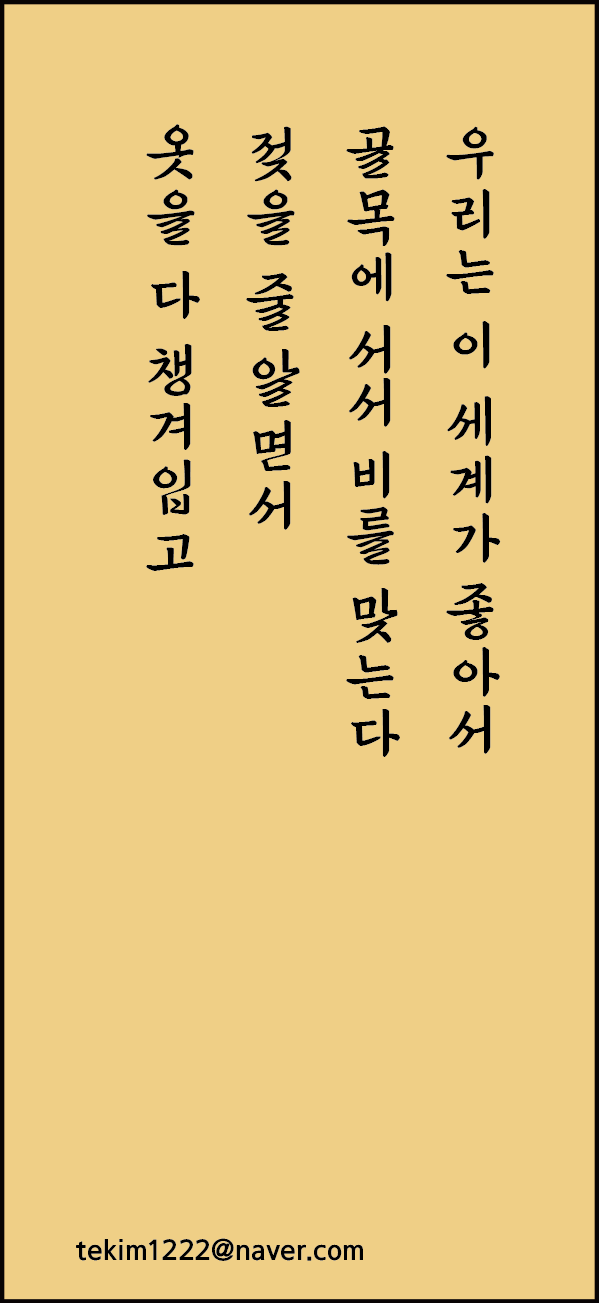 우리는 이 세계가 좋아서
골목에 서서 비를 맞는다
젖을 줄 알면서
옷을 다 챙겨입고
tekim1222@naver.com